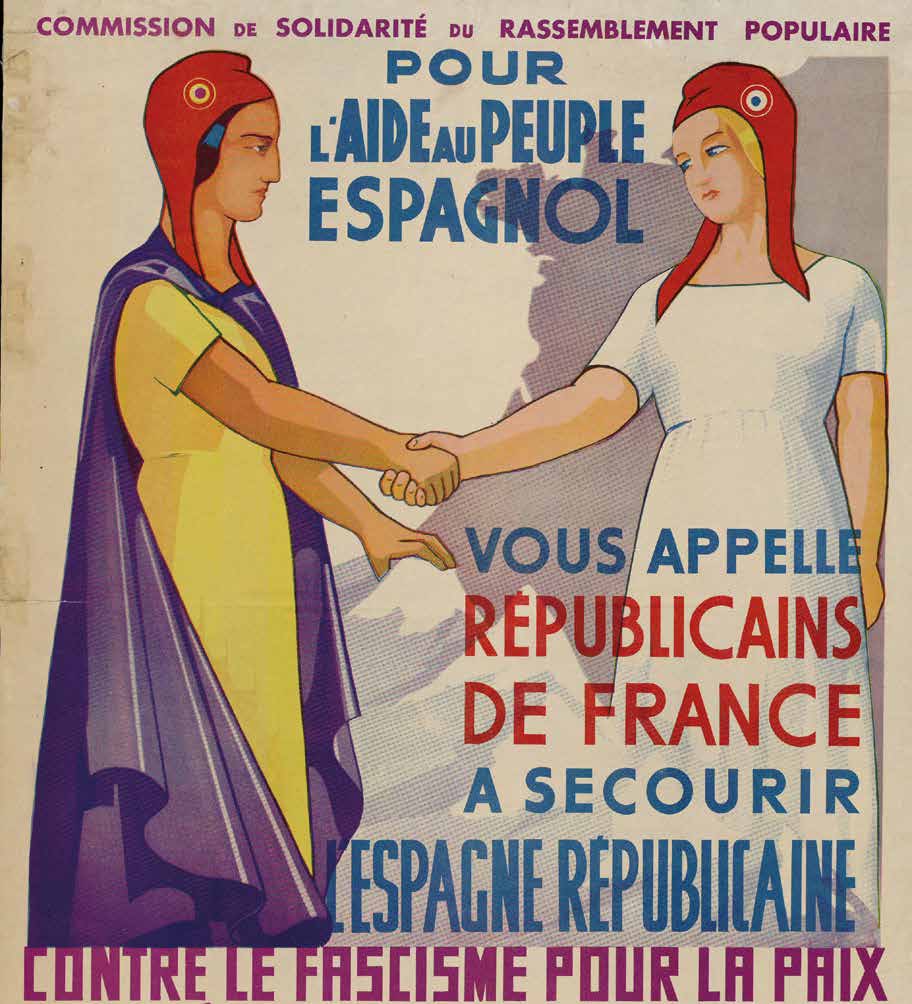 COMMISSION DE SOLIDARITÉ DU RASSEMBLEMENT POPULAIRE
POUR
L'AIDE AU PEUPLE
ESPAGNOL
VOUS APPELLE
RÉPUBLICAINS
DE FRANCE
A SECOURIR
L'ESPAGNE RÉPUBLICAINE
CONTRE LE FASCISME POUR LA PAIX